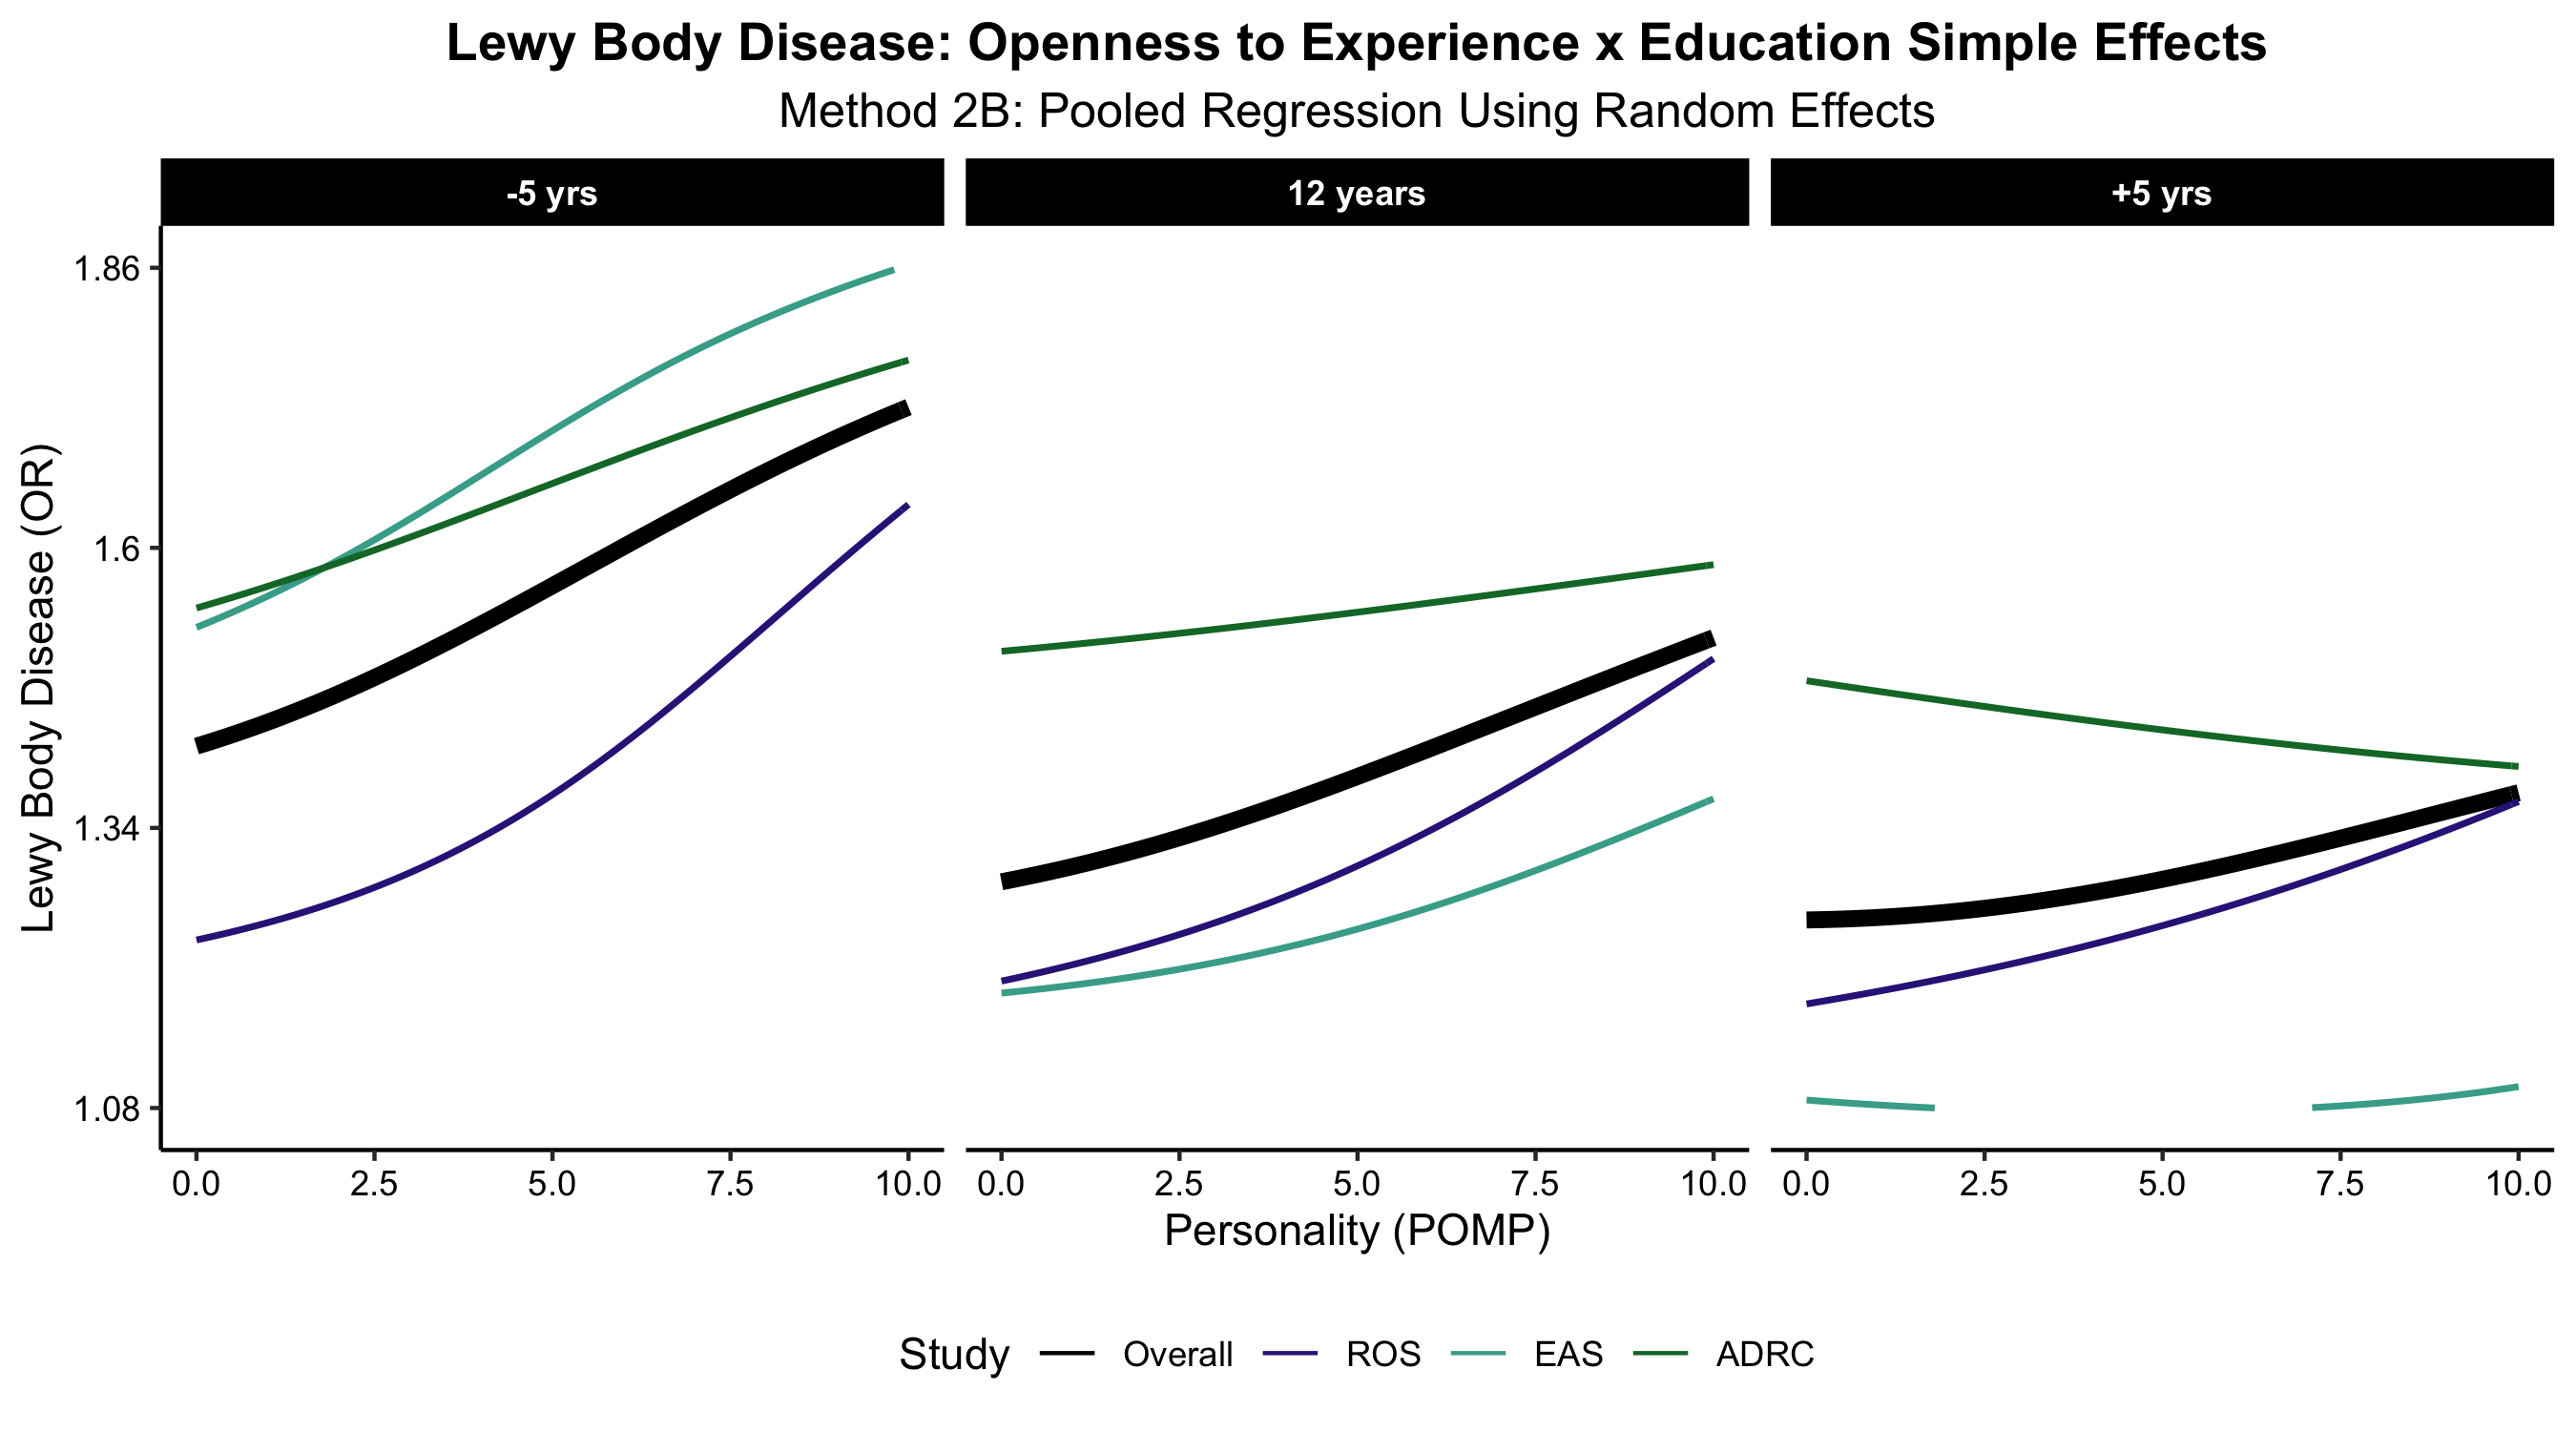 Lewy Body Disease: Openness to Experience x Education Simple Effects
Method 2B: Pooled Regression Using Random Effects
-5 yrs
12 years
+5 yrs
Lewy Body Disease (OR)
1.86
1.6
1.34
1.08
0.0 2.5 5.0 7.5 10.0
0.0 2.5 5.0 7.5 10.0
0.0 2.5 5.0 7.5 10.0
Personality (POMP)
Study Overall ROS EAS ADRC